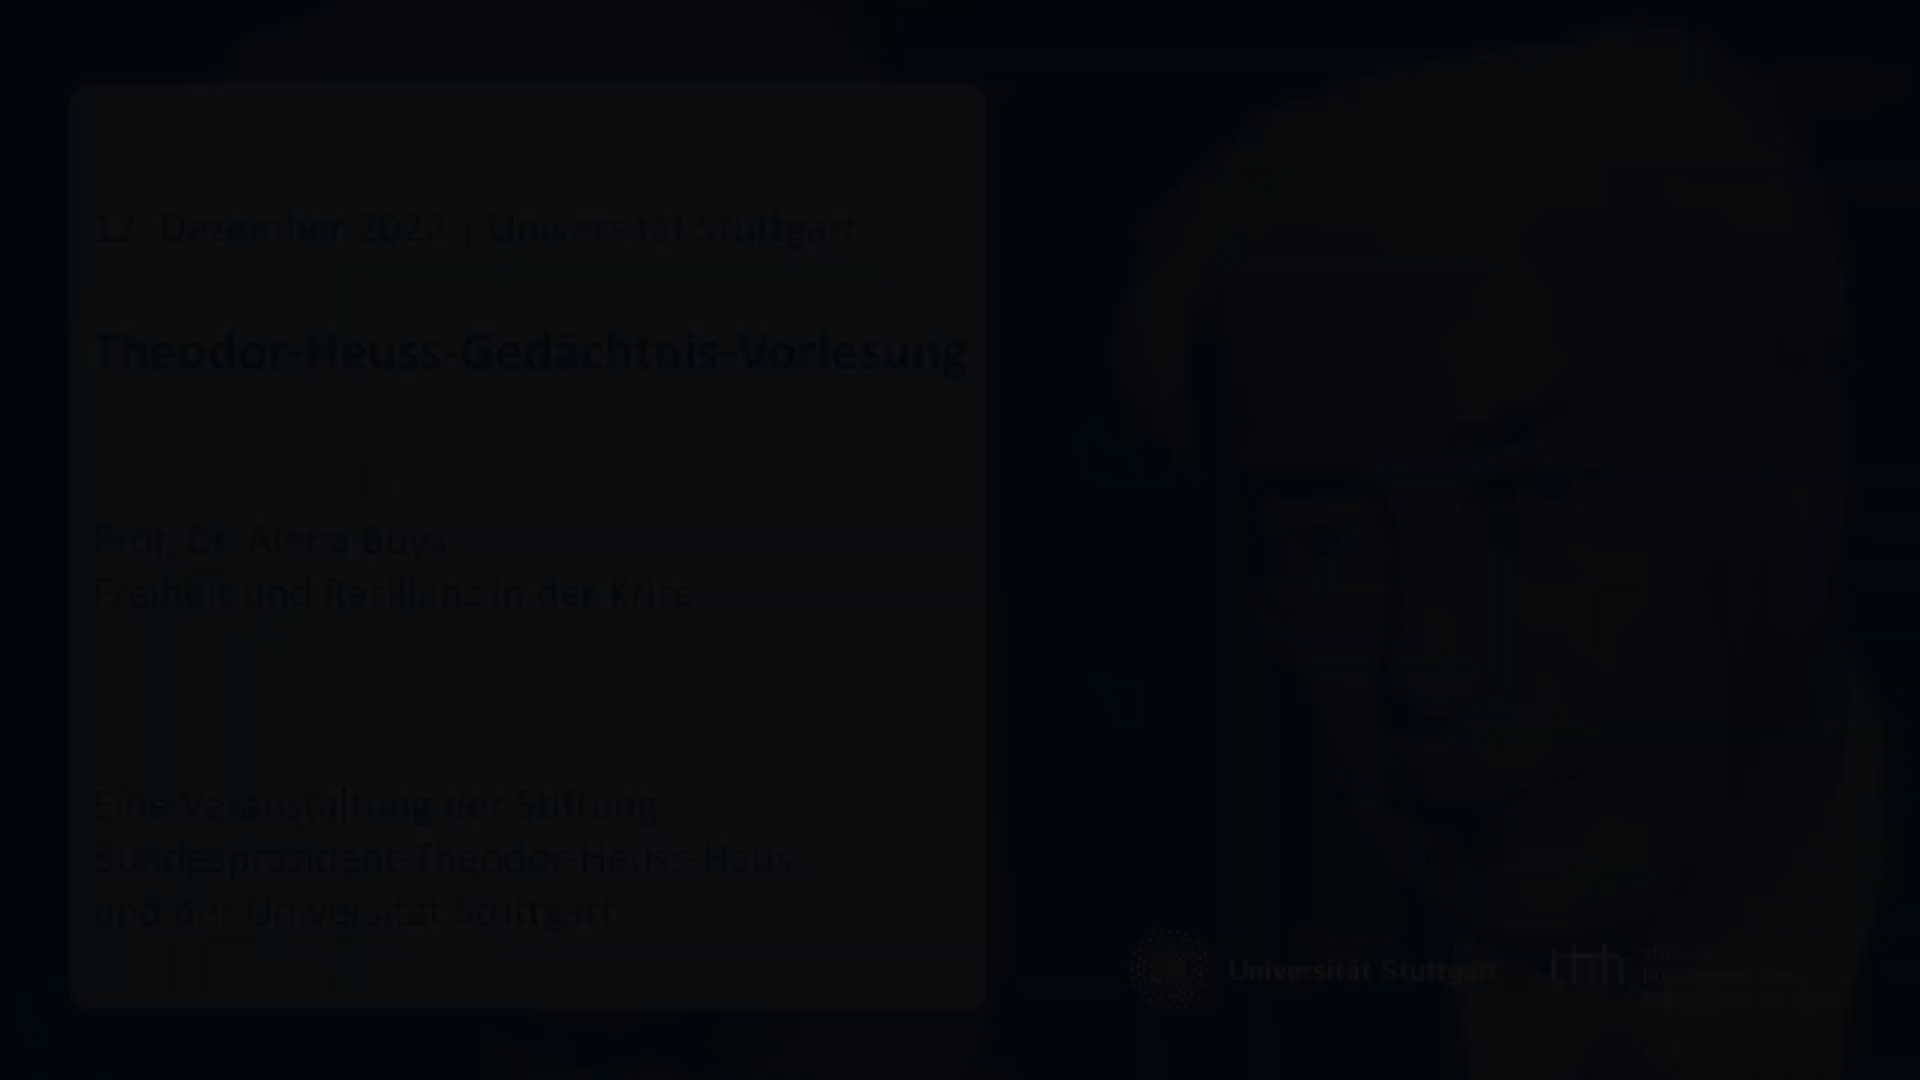 12. Dezember 2022 | Universität Stuttgart
Theodor-Heuss-Gedächtnis-Vorlesung
Prof. Dr. Alena Buyx
Freiheit und Resilienz in der Krise
Eine Veranstaltung der Stiftung
Bundespräsident-Theodor-Heuss-Haus
und der Universität Stuttgart
Universität Stuttgart
thh